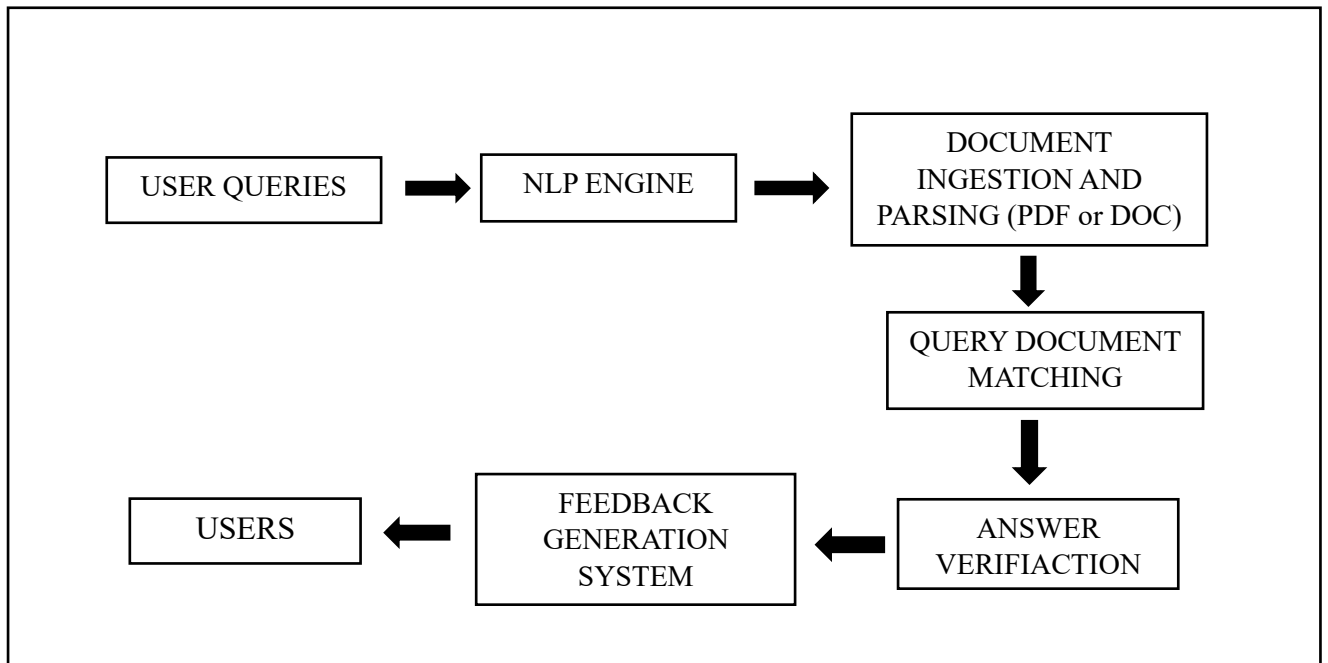 USER QUERIES
NLP ENGINE
DOCUMENT
INGESTION AND
PARSING (PDF or DOC)
QUERY DOCUMENT
MATCHING
ANSWER
VERIFIACTION
FEEDBACK
GENERATION
SYSTEM
USERS